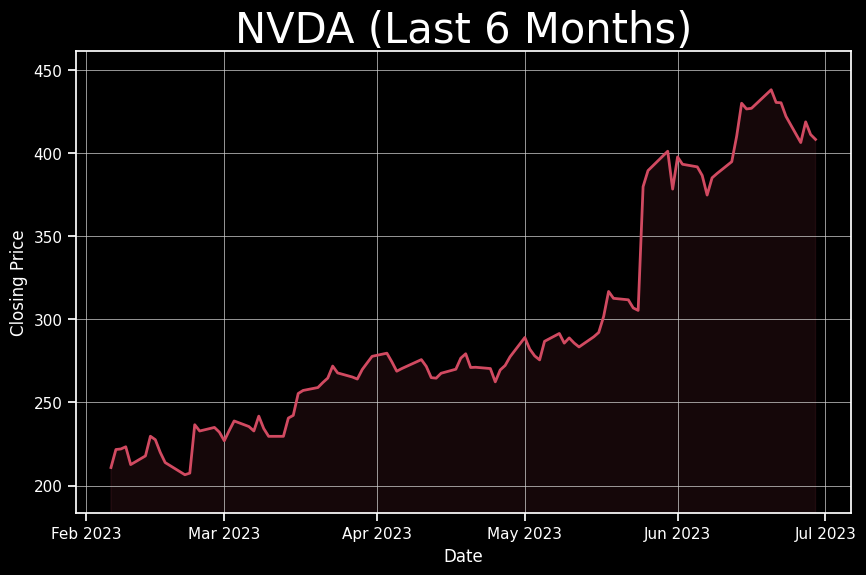 NVDA (Last 6 Months)
450
400
350
300
250
200
Closing Price
Feb 2023
Mar 2023
Apr 2023
May 2023
Jun 2023
Jul 2023
Date